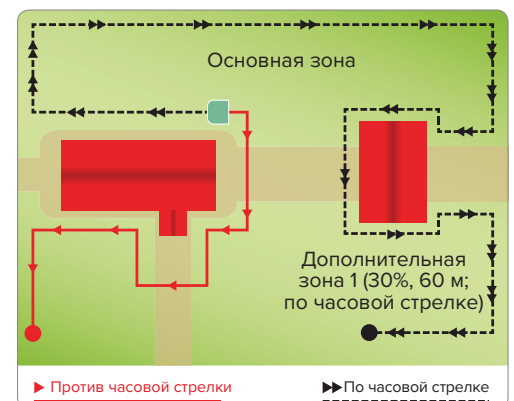 Основная зона
Дополнительная
зона 1 (30%, 60 м;
по часовой стрелке)
Против часовой стрелки
По часовой стрелке